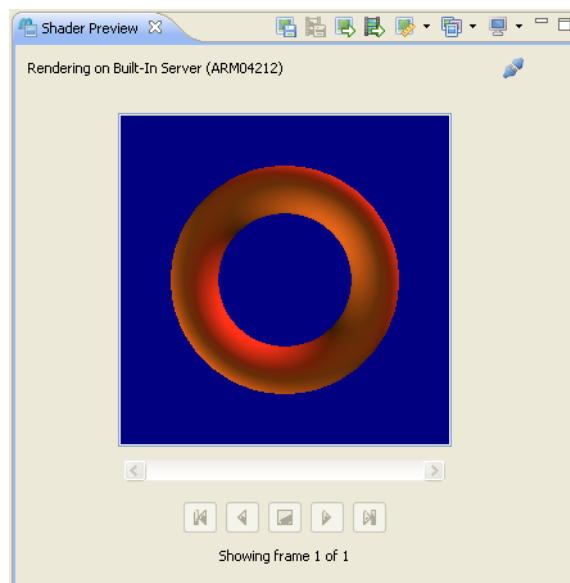 Shader Preview
Rendering on Built-In Server (ARM04212)
Showing frame 1 of 1